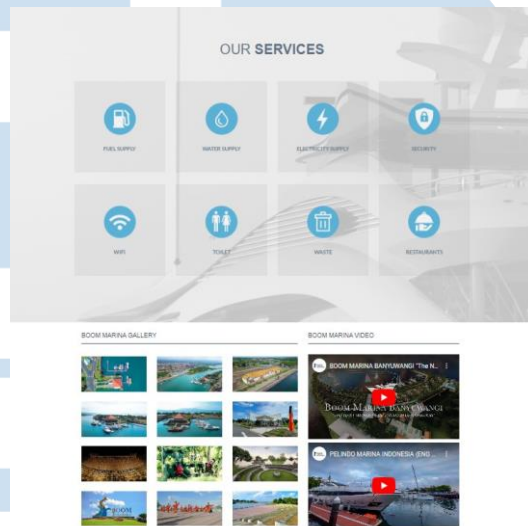 OUR SERVICES
FUEL SUPPLY
WATER SUPPLY
ELECTRICITY SUPPLY
SECURITY
WIFI
TOILET
WASTE
RESTAURANTS
BOOM MARINA GALLERY
BOOM MARINA VIDEO
BOOM MARINA BANYUWANGI "The N...
BOOM MARINA BANYUWANGI
PELINDO MARINA INDONESIA (ENG ...
BOOM